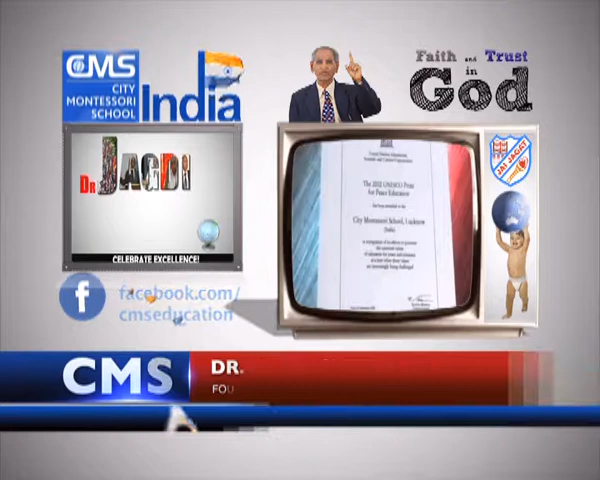 CMS
CITY
MONTESSORI
SCHOOL
India
Faith and Trust
in
God
DR JAGDI
CELEBRATE EXCELLENCE!
The 2002 UNESCO Prize
for Peace Education
City Montessori School, Lucknow
(India)
JAI JAGAT
f
facebook.com/
cmseducation
CMS
DR.
FOU